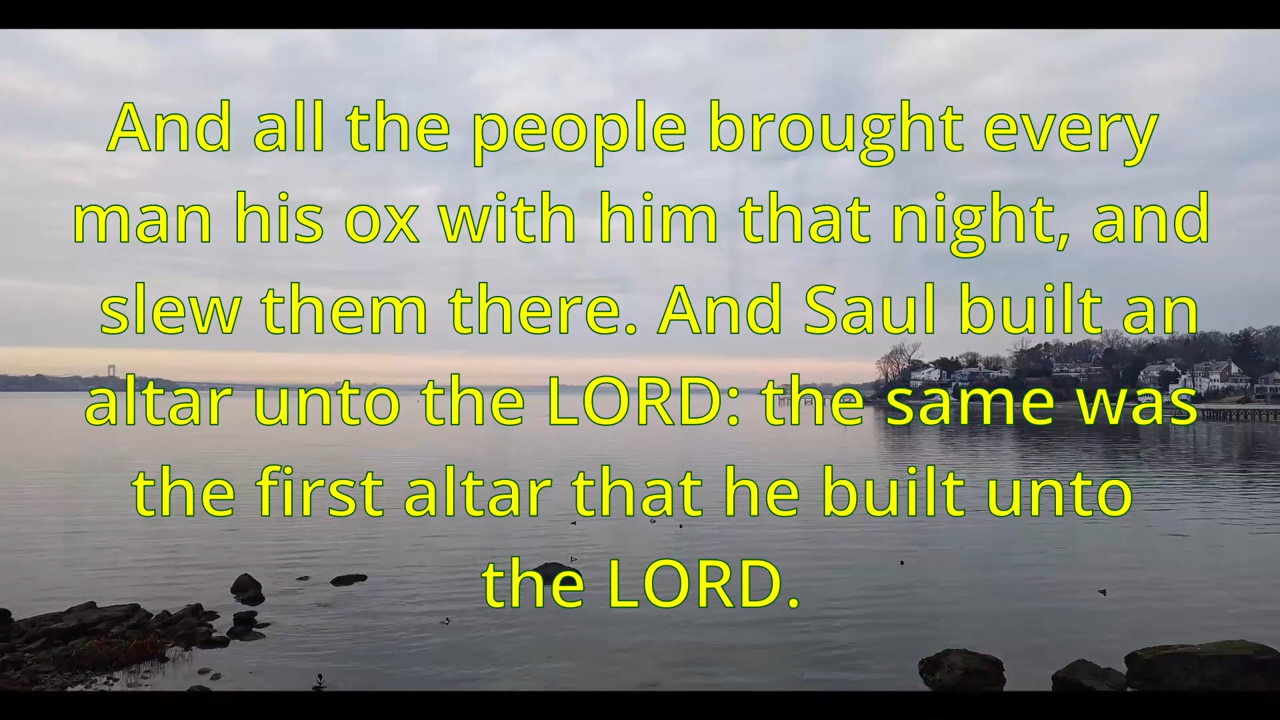 And all the people brought every
man his ox with him that night, and
slew them there. And Saul built an
altar unto the LORD: the same was
the first altar that he built unto
the LORD.